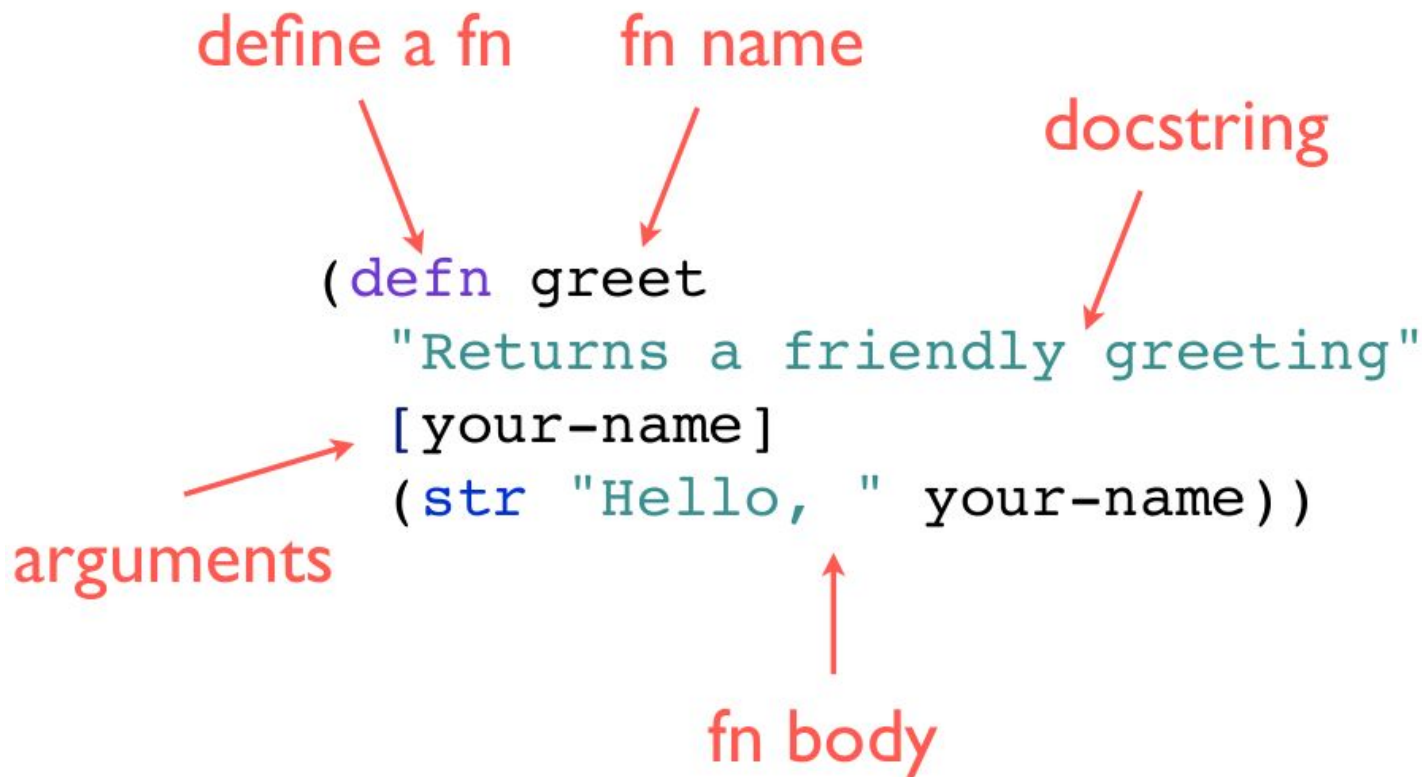 define a fn fn name
docstring
(defn greet
"Returns a friendly greeting"
[your-name]
(str "Hello, " your-name))
arguments
fn body